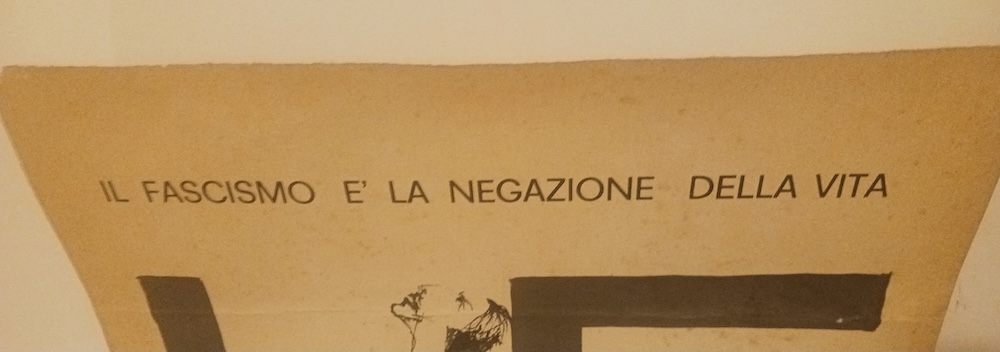 IL FASCISMO E' LA NEGAZIONE DELLA VITA